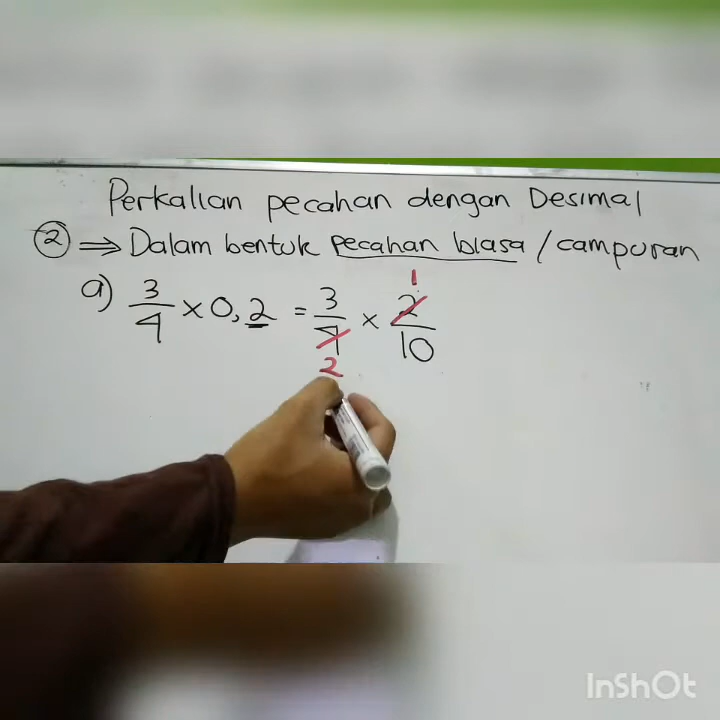 Perkalian pecahan dengan Desimal
② ⇒ Dalam bentuk pecahan biasa / campuran
a) 3/4 × 0,2 = 3/4 × 2/10
1
2
InShOt